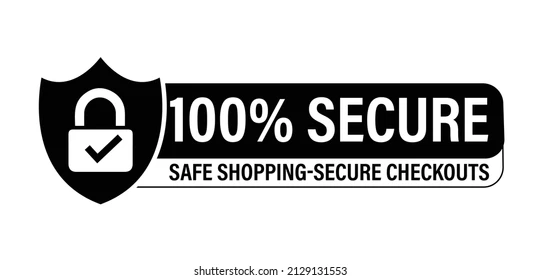 100% SECURE
SAFE SHOPPING-SECURE CHECKOUTS
shutterstock.com · 2129131553